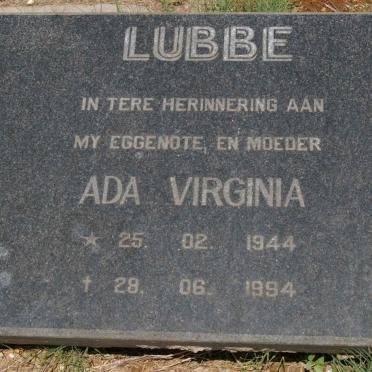 LUBBE
IN TERE HERINNERING AAN
MY EGGENOTE, EN MOEDER
ADA VIRGINIA
* 25. 02. 1944
† 28. 06. 1994